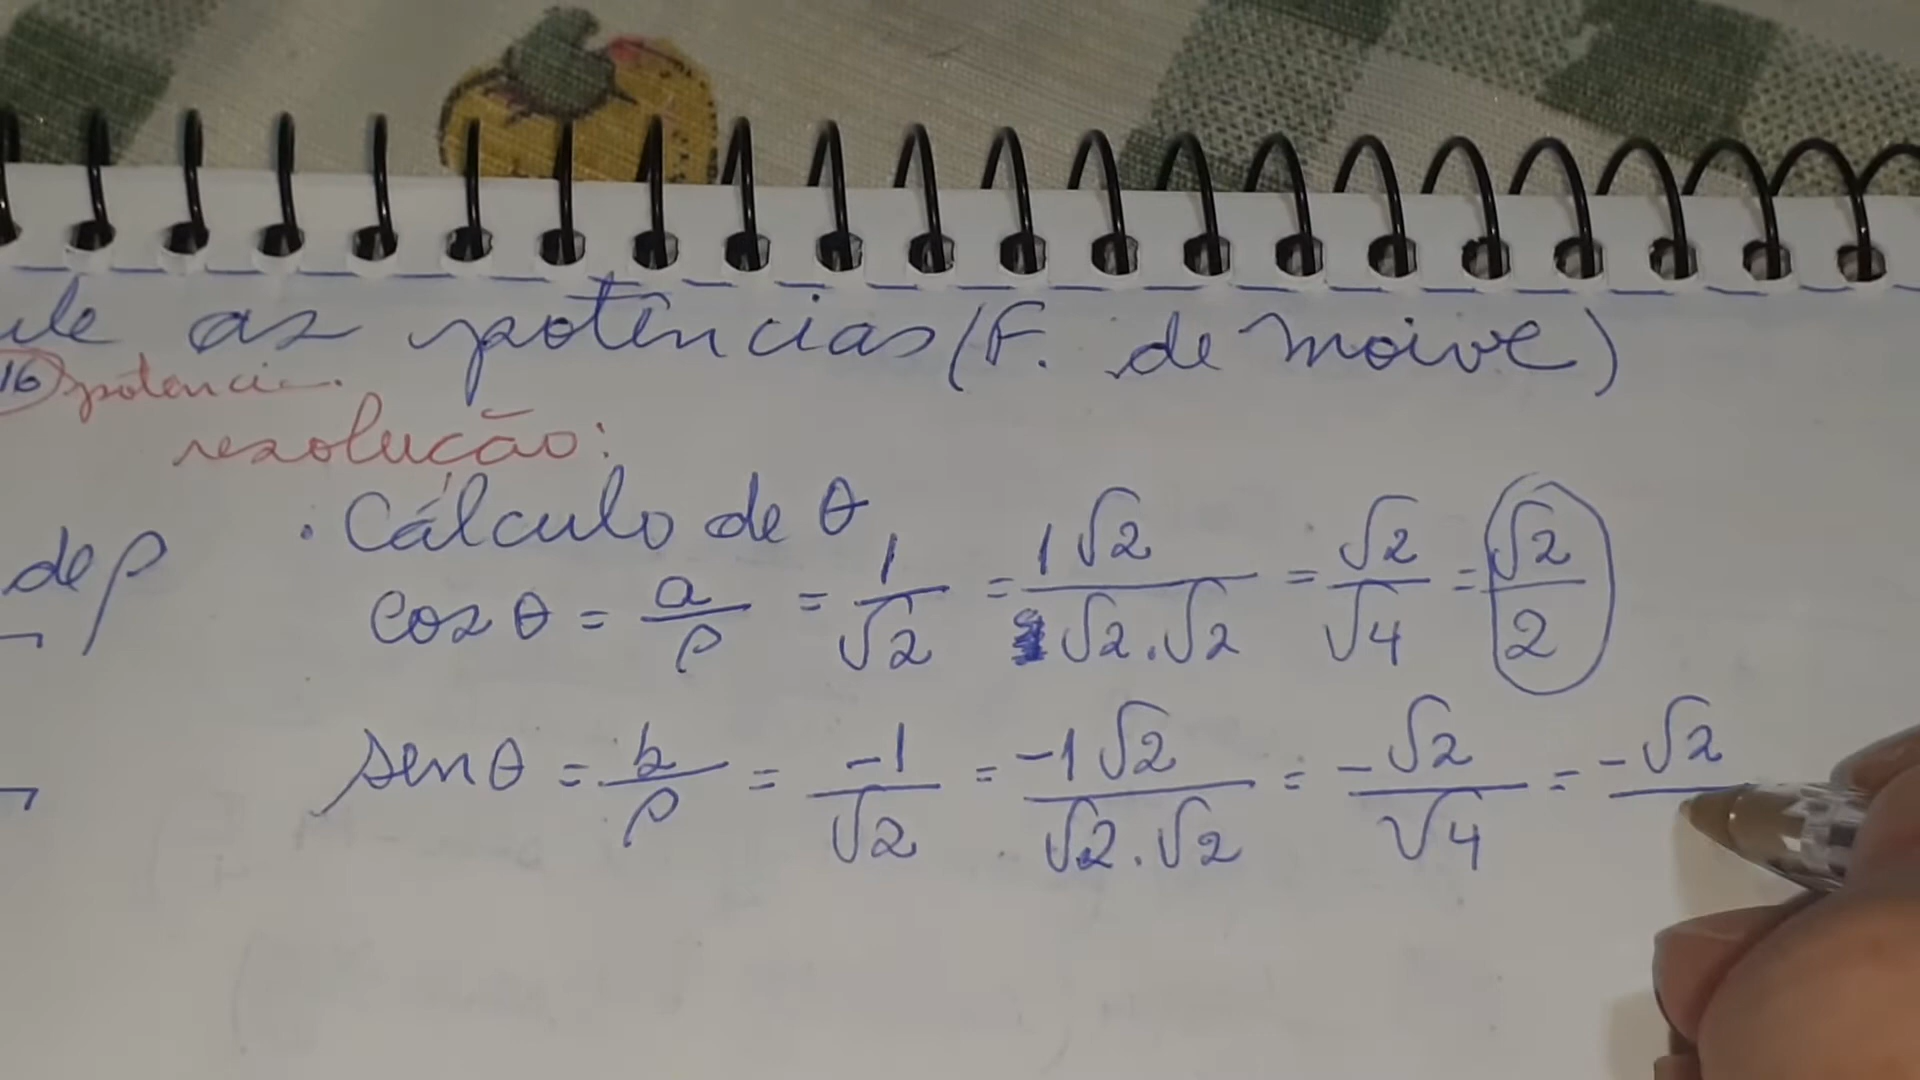 as potências (F. de moivre)
16 potência.
resolução:
· Cálculo de θ
de ρ
cos θ = a/ρ = 1/√2 = 1√2/√2.√2 = √2/√4 = √2/2
sen θ = b/ρ = -1/√2 = -1√2/√2.√2 = -√2/√4 = -√2